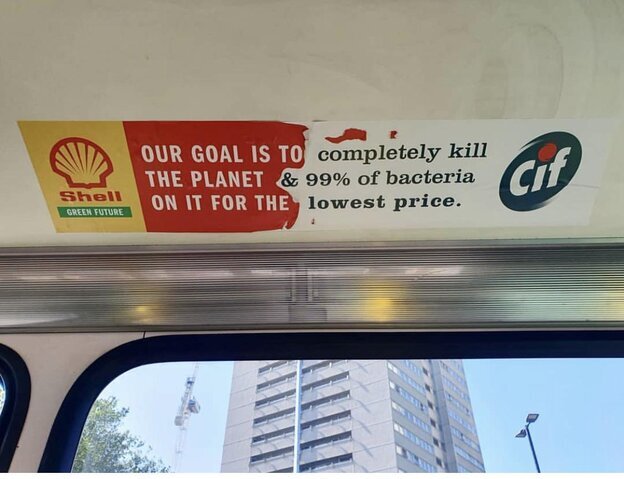 Shell
GREEN FUTURE
OUR GOAL IS TO completely kill
THE PLANET & 99% of bacteria
ON IT FOR THE lowest price.
Cif